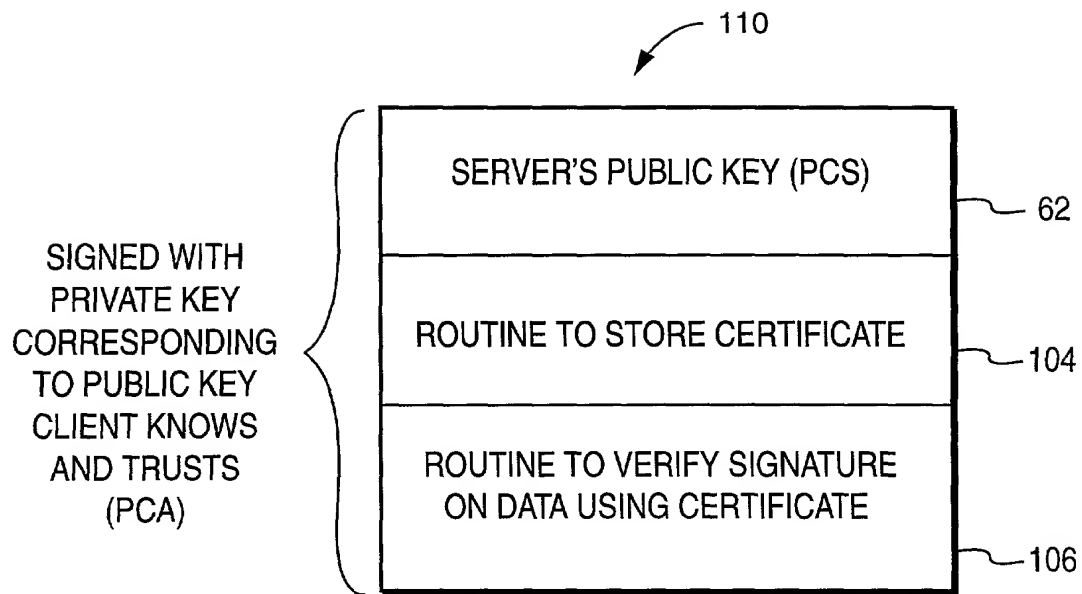 110
SERVER'S PUBLIC KEY (PCS)
62
SIGNED WITH
PRIVATE KEY
CORRESPONDING
TO PUBLIC KEY
CLIENT KNOWS
AND TRUSTS
(PCA)
ROUTINE TO STORE CERTIFICATE
104
ROUTINE TO VERIFY SIGNATURE
ON DATA USING CERTIFICATE
106